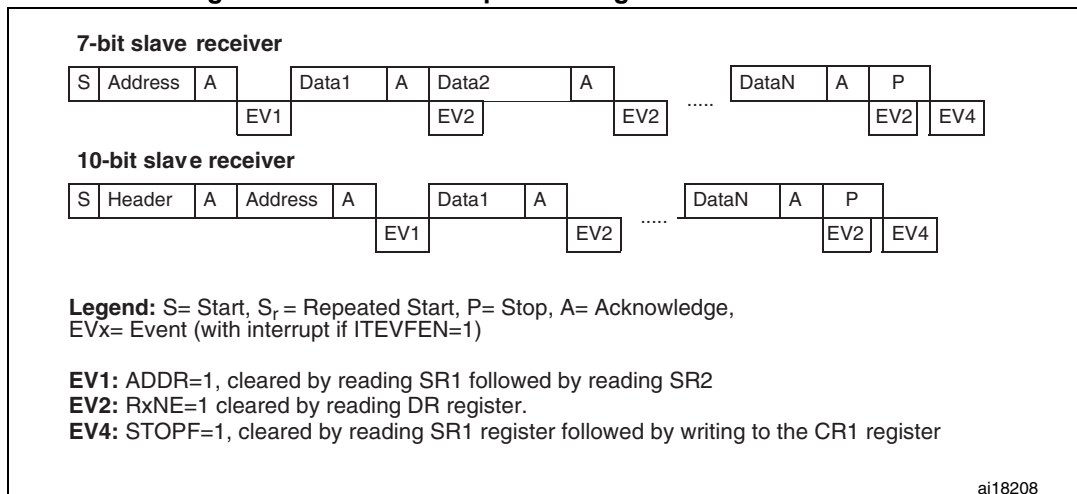 7-bit slave receiver
S Address A Data1 A Data2 A ..... DataN A P
EV1 EV2 EV2 EV2 EV4
10-bit slave receiver
S Header A Address A Data1 A ..... DataN A P
EV1 EV2 EV2 EV4
Legend: S= Start, Sr = Repeated Start, P= Stop, A= Acknowledge,
EVx= Event (with interrupt if ITEVFEN=1)
EV1: ADDR=1, cleared by reading SR1 followed by reading SR2
EV2: RxNE=1 cleared by reading DR register.
EV4: STOPF=1, cleared by reading SR1 register followed by writing to the CR1 register
ai18208